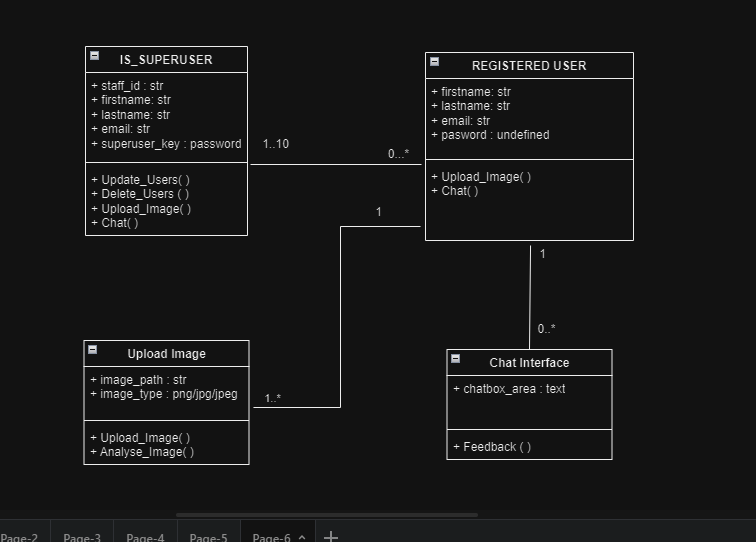 IS_SUPERUSER
+ staff_id : str
+ firstname: str
+ lastname: str
+ email: str
+ superuser_key : password
+ Update_Users( )
+ Delete_Users ( )
+ Upload_Image( )
+ Chat( )
1..10
0...*
REGISTERED USER
+ firstname: str
+ lastname: str
+ email: str
+ pasword : undefined
+ Upload_Image( )
+ Chat( )
1
1
0..*
Upload Image
+ image_path : str
+ image_type : png/jpg/jpeg
+ Upload_Image( )
+ Analyse_Image( )
1..*
Chat Interface
+ chatbox_area : text
+ Feedback ( )
Page-2
Page-3
Page-4
Page-5
Page-6